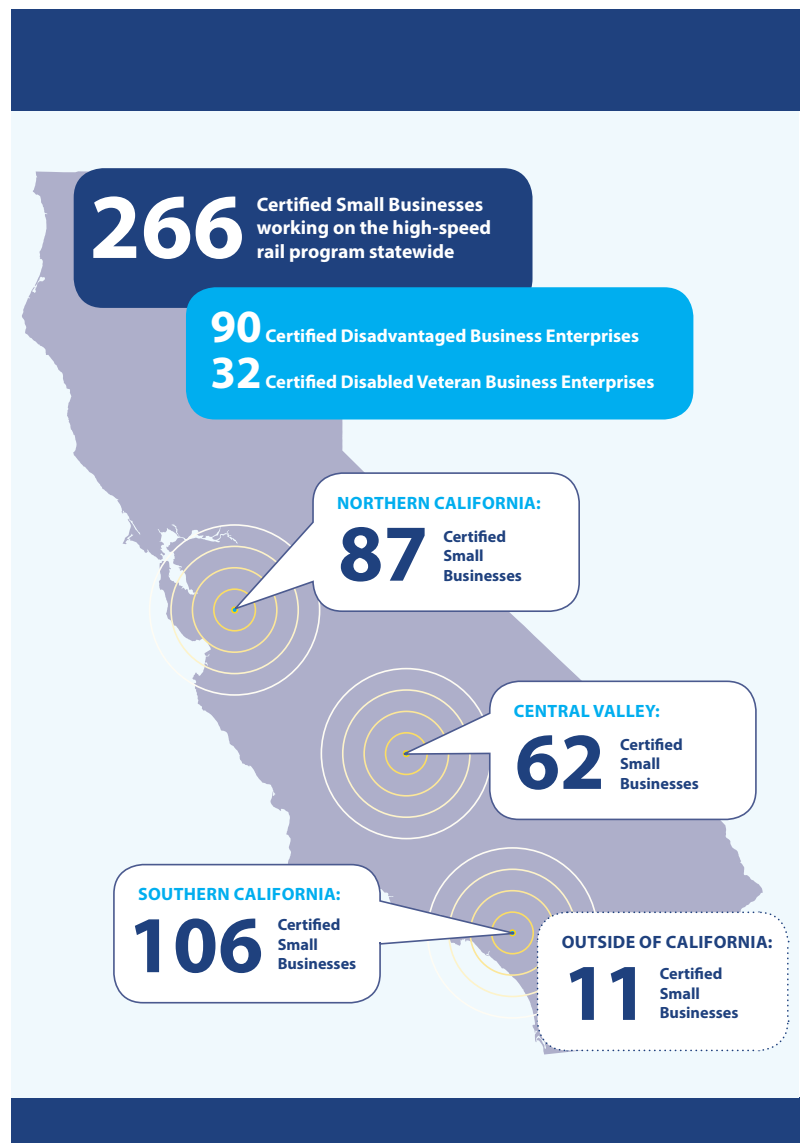 266 Certified Small Businesses
working on the high-speed
rail program statewide
90 Certified Disadvantaged Business Enterprises
32 Certified Disabled Veteran Business Enterprises
NORTHERN CALIFORNIA:
87 Certified
Small
Businesses
CENTRAL VALLEY:
62 Certified
Small
Businesses
SOUTHERN CALIFORNIA:
106 Certified
Small
Businesses
OUTSIDE OF CALIFORNIA:
11 Certified
Small
Businesses